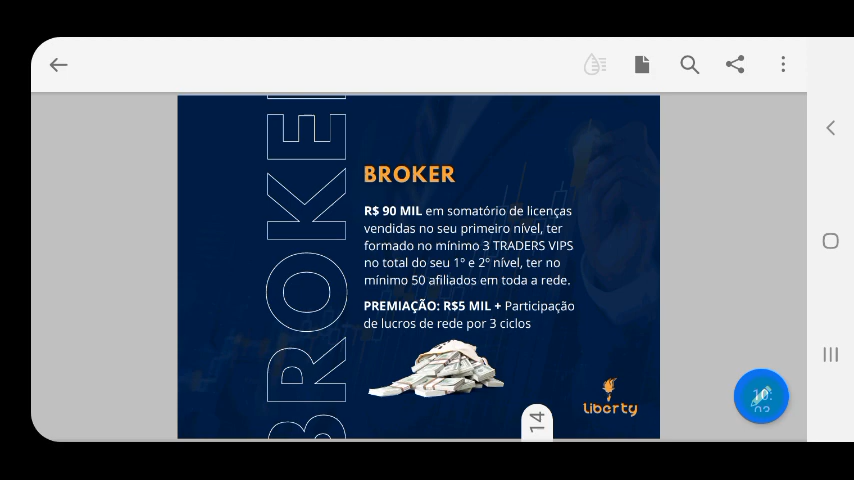 BROKER
BROKER
R$ 90 MIL em somatório de licenças
vendidas no seu primeiro nível, ter
formado no mínimo 3 TRADERS VIPS
no total do seu 1º e 2º nível, ter no
mínimo 50 afiliados em toda a rede.
PREMIAÇÃO: R$5 MIL + Participação
de lucros de rede por 3 ciclos
liberty
14